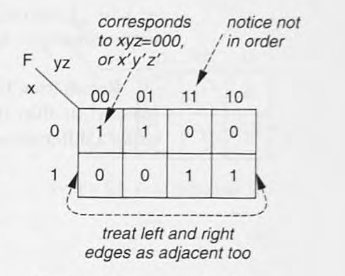 corresponds
to xyz=000,
or x'y'z'
notice not
in order
F yz
x
00 01 11 10
0 1 1 0 0
1 0 0 1 1
treat left and right
edges as adjacent too